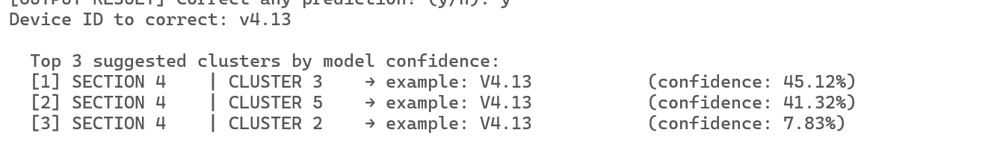 [OUTPUT RESULT] Correct any prediction? (y/n): y
Device ID to correct: v4.13
Top 3 suggested clusters by model confidence:
[1] SECTION 4 | CLUSTER 3 → example: V4.13 (confidence: 45.12%)
[2] SECTION 4 | CLUSTER 5 → example: V4.13 (confidence: 41.32%)
[3] SECTION 4 | CLUSTER 2 → example: V4.13 (confidence: 7.83%)